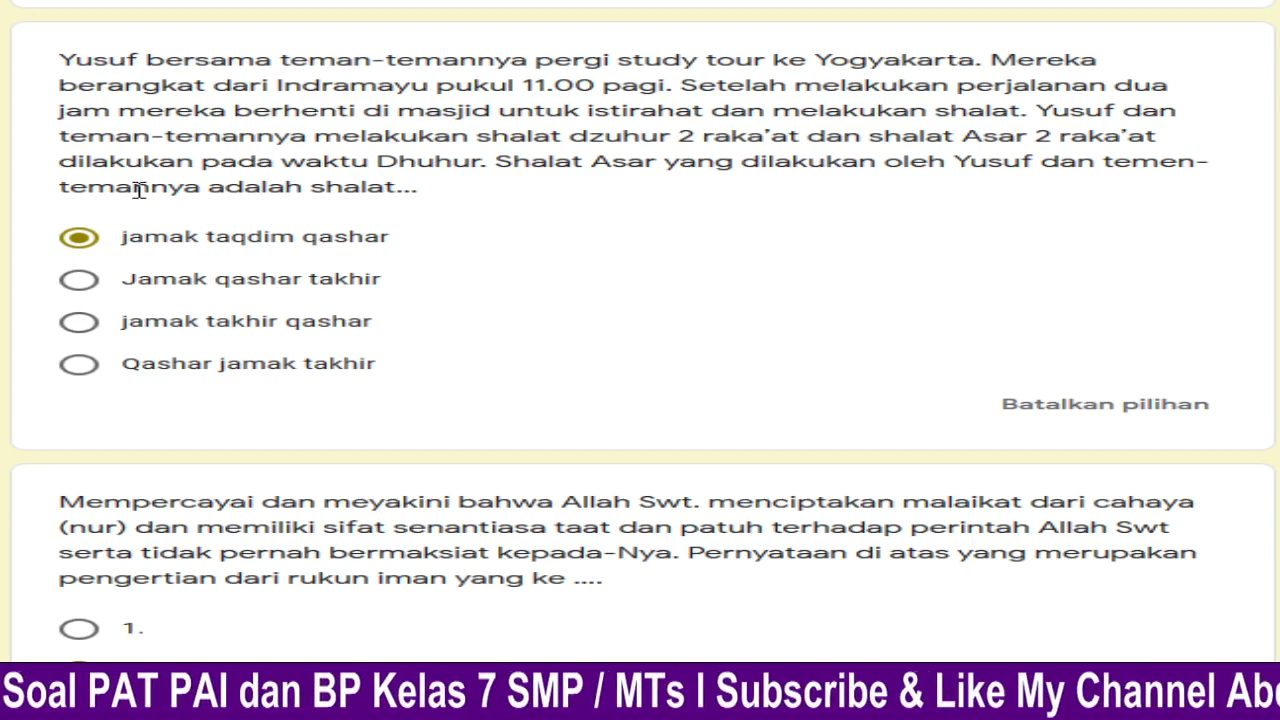 Yusuf bersama teman-temannya pergi study tour ke Yogyakarta. Mereka
berangkat dari Indramayu pukul 11.00 pagi. Setelah melakukan perjalanan dua
jam mereka berhenti di masjid untuk istirahat dan melakukan shalat. Yusuf dan
teman-temannya melakukan shalat dzuhur 2 raka'at dan shalat Asar 2 raka'at
dilakukan pada waktu Dhuhur. Shalat Asar yang dilakukan oleh Yusuf dan temen-
temannya adalah shalat...
jamak taqdim qashar
Jamak qashar takhir
jamak takhir qashar
Qashar jamak takhir
Batalkan pilihan
Mempercayai dan meyakini bahwa Allah Swt. menciptakan malaikat dari cahaya
(nur) dan memiliki sifat senantiasa taat dan patuh terhadap perintah Allah Swt
serta tidak pernah bermaksiat kepada-Nya. Pernyataan di atas yang merupakan
pengertian dari rukun iman yang ke ....
1.
Soal PAT PAI dan BP Kelas 7 SMP / MTs I Subscribe & Like My Channel Abd